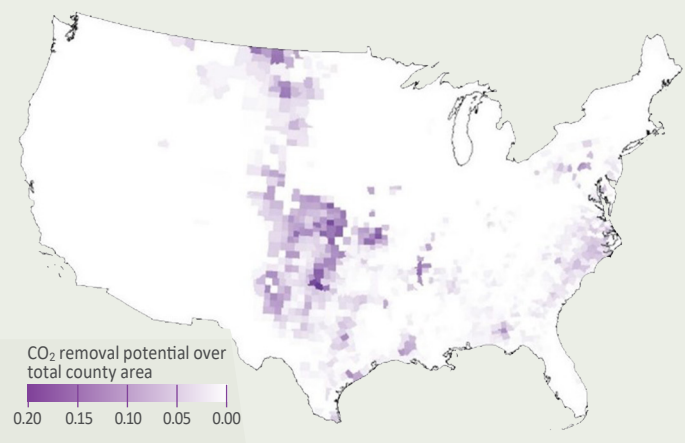 CO₂ removal potential over
total county area
0.20 0.15 0.10 0.05 0.00